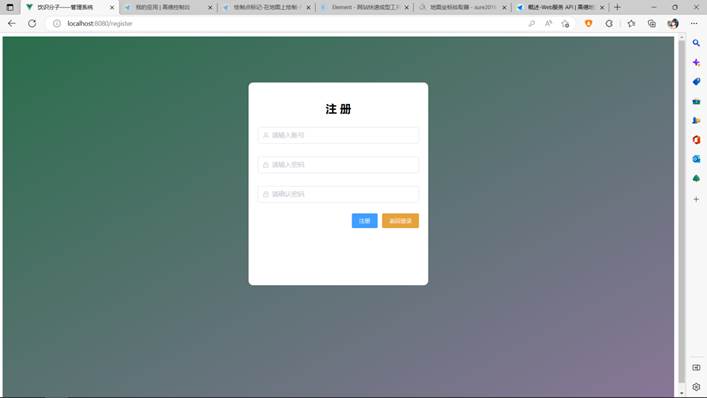 饮识分子——管理系统
我的应用 | 高德控制台
绘制点标记-在地图上绘制-
Element - 网站快速成型工具
地图坐标拾取器 - aure201
概述-Web服务 API | 高德地
localhost:8080/register
注 册
请输入账号
请输入密码
请确认密码
注册
返回登录